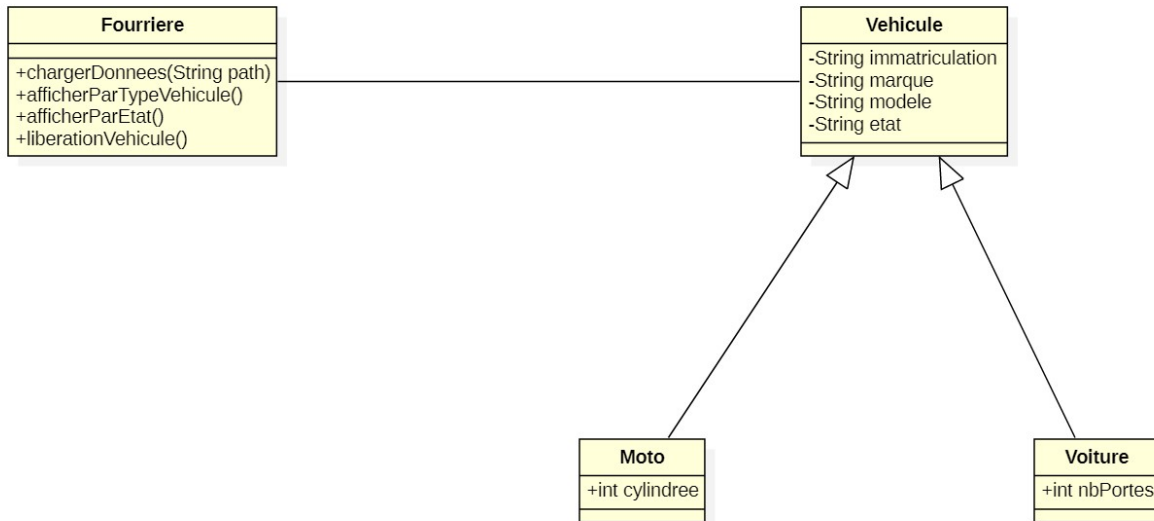 Fourriere
+chargerDonnees(String path)
+afficherParTypeVehicule()
+afficherParEtat()
+liberationVehicule()
Vehicule
-String immatriculation
-String marque
-String modele
-String etat
Moto
+int cylindree
Voiture
+int nbPortes